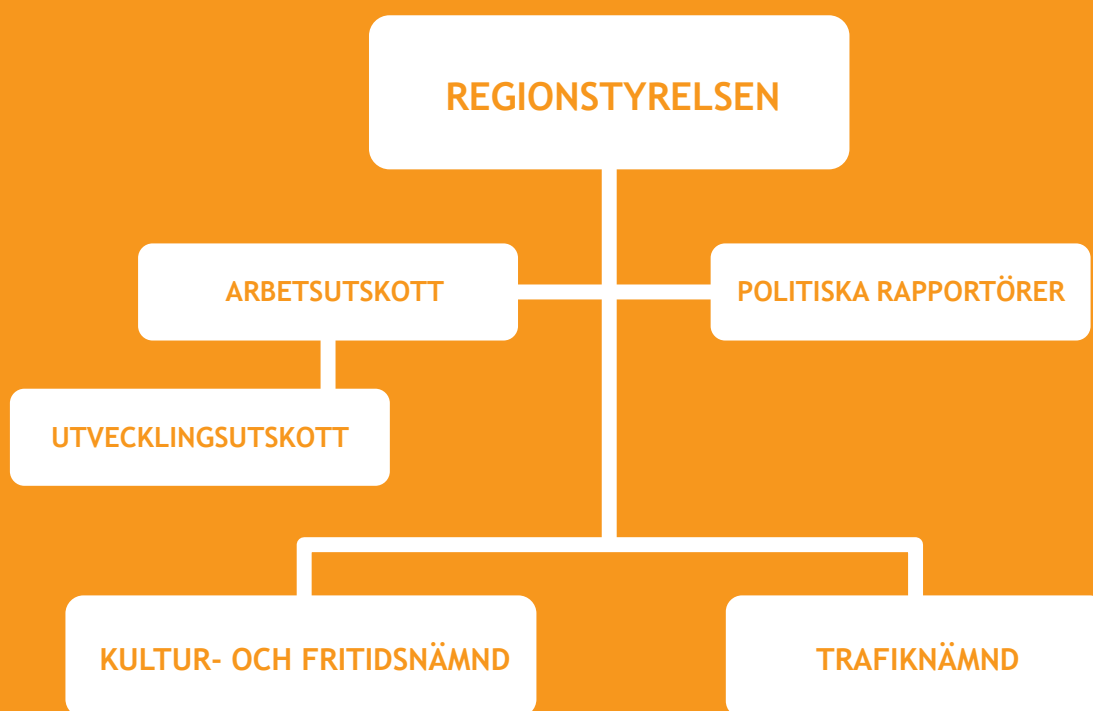 REGIONSTYRELSEN
ARBETSUTSKOTT
POLITISKA RAPPORTÖRER
UTVECKLINGSUTSKOTT
KULTUR- OCH FRITIDSNÄMND
TRAFIKNÄMND